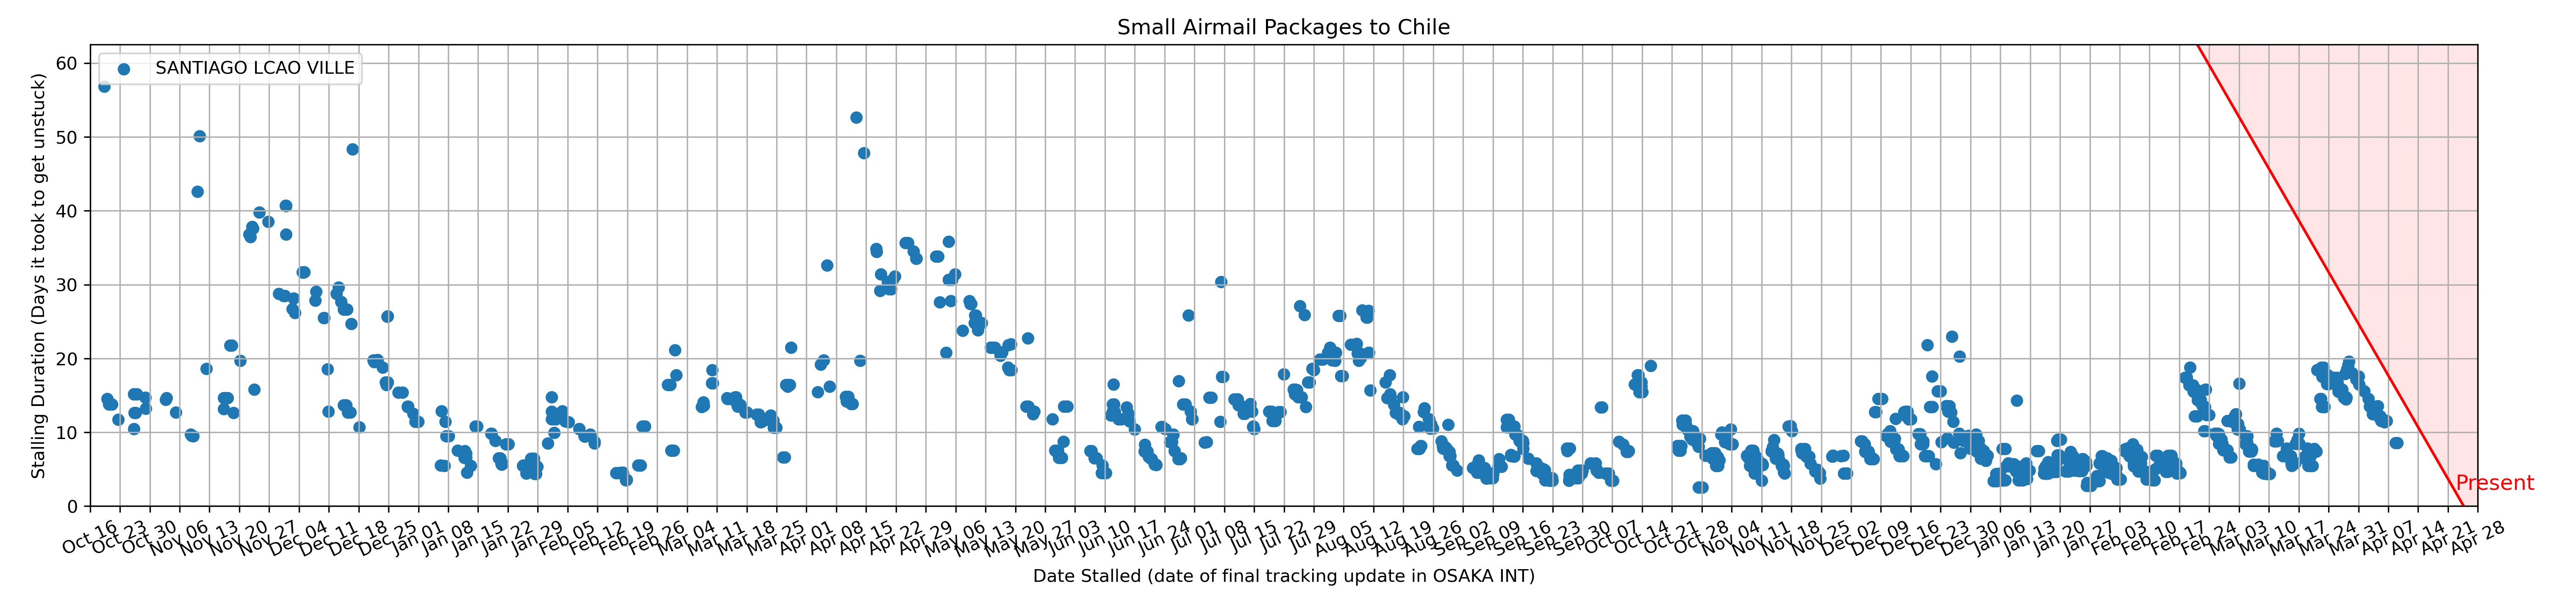 Small Airmail Packages to Chile
SANTIAGO LCAO VILLE
Stalling Duration (Days it took to get unstuck)
60
50
40
30
20
10
0
Present
Oct 16
Oct 23
Oct 30
Nov 06
Nov 13
Nov 20
Nov 27
Dec 04
Dec 11
Dec 18
Dec 25
Jan 01
Jan 08
Jan 15
Jan 22
Jan 29
Feb 05
Feb 12
Feb 19
Feb 26
Mar 04
Mar 11
Mar 18
Mar 25
Apr 01
Apr 08
Apr 15
Apr 22
Apr 29
May 06
May 13
May 20
May 27
Jun 03
Jun 10
Jun 17
Jun 24
Jul 01
Jul 08
Jul 15
Jul 22
Jul 29
Aug 05
Aug 12
Aug 19
Aug 26
Sep 02
Sep 09
Sep 16
Sep 23
Sep 30
Oct 07
Oct 14
Oct 21
Oct 28
Nov 04
Nov 11
Nov 18
Nov 25
Dec 02
Dec 09
Dec 16
Dec 23
Dec 30
Jan 06
Jan 13
Jan 20
Jan 27
Feb 03
Feb 10
Feb 17
Feb 24
Mar 03
Mar 10
Mar 17
Mar 24
Mar 31
Apr 07
Apr 14
Apr 21
Apr 28
Date Stalled (date of final tracking update in OSAKA INT)